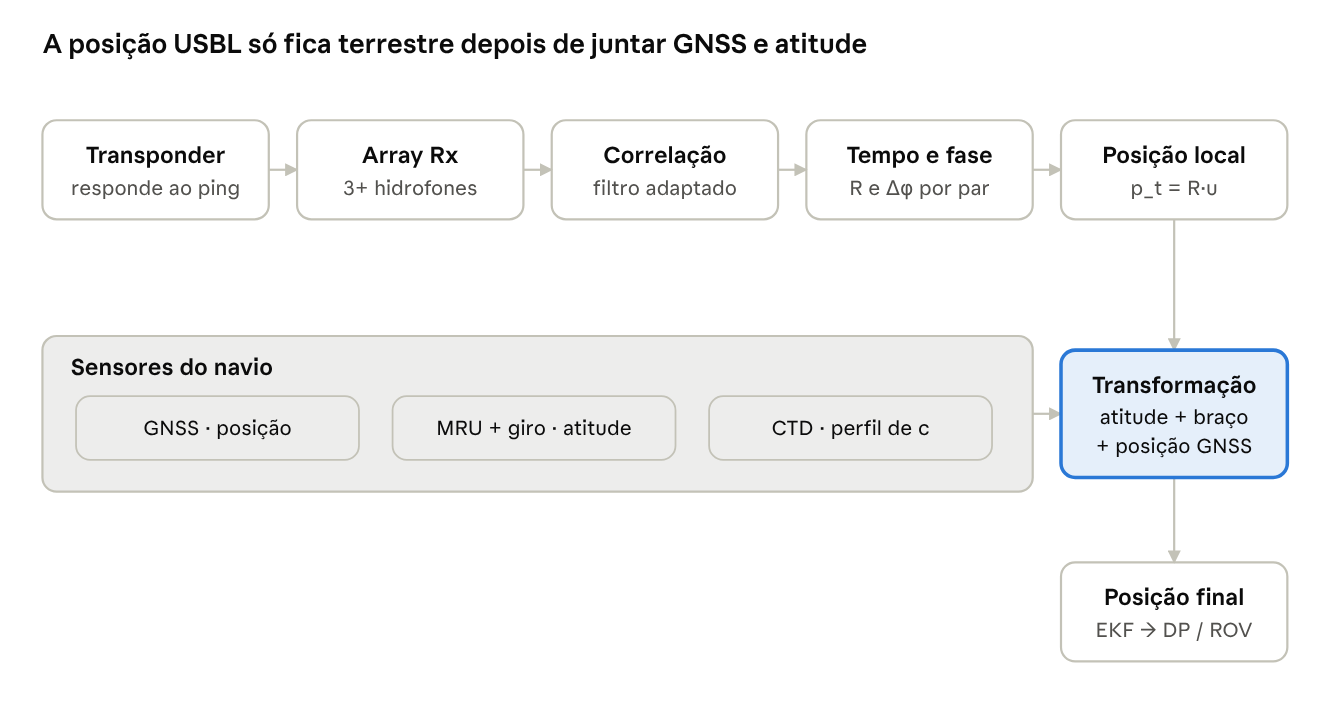 A posição USBL só fica terrestre depois de juntar GNSS e atitude
Transponder
responde ao ping
Array Rx
3+ hidrofones
Correlação
filtro adaptado
Tempo e fase
R e Δφ por par
Posição local
p_t = R·u
Sensores do navio
GNSS · posição
MRU + giro · atitude
CTD · perfil de c
Transformação
atitude + braço
+ posição GNSS
Posição final
EKF → DP / ROV